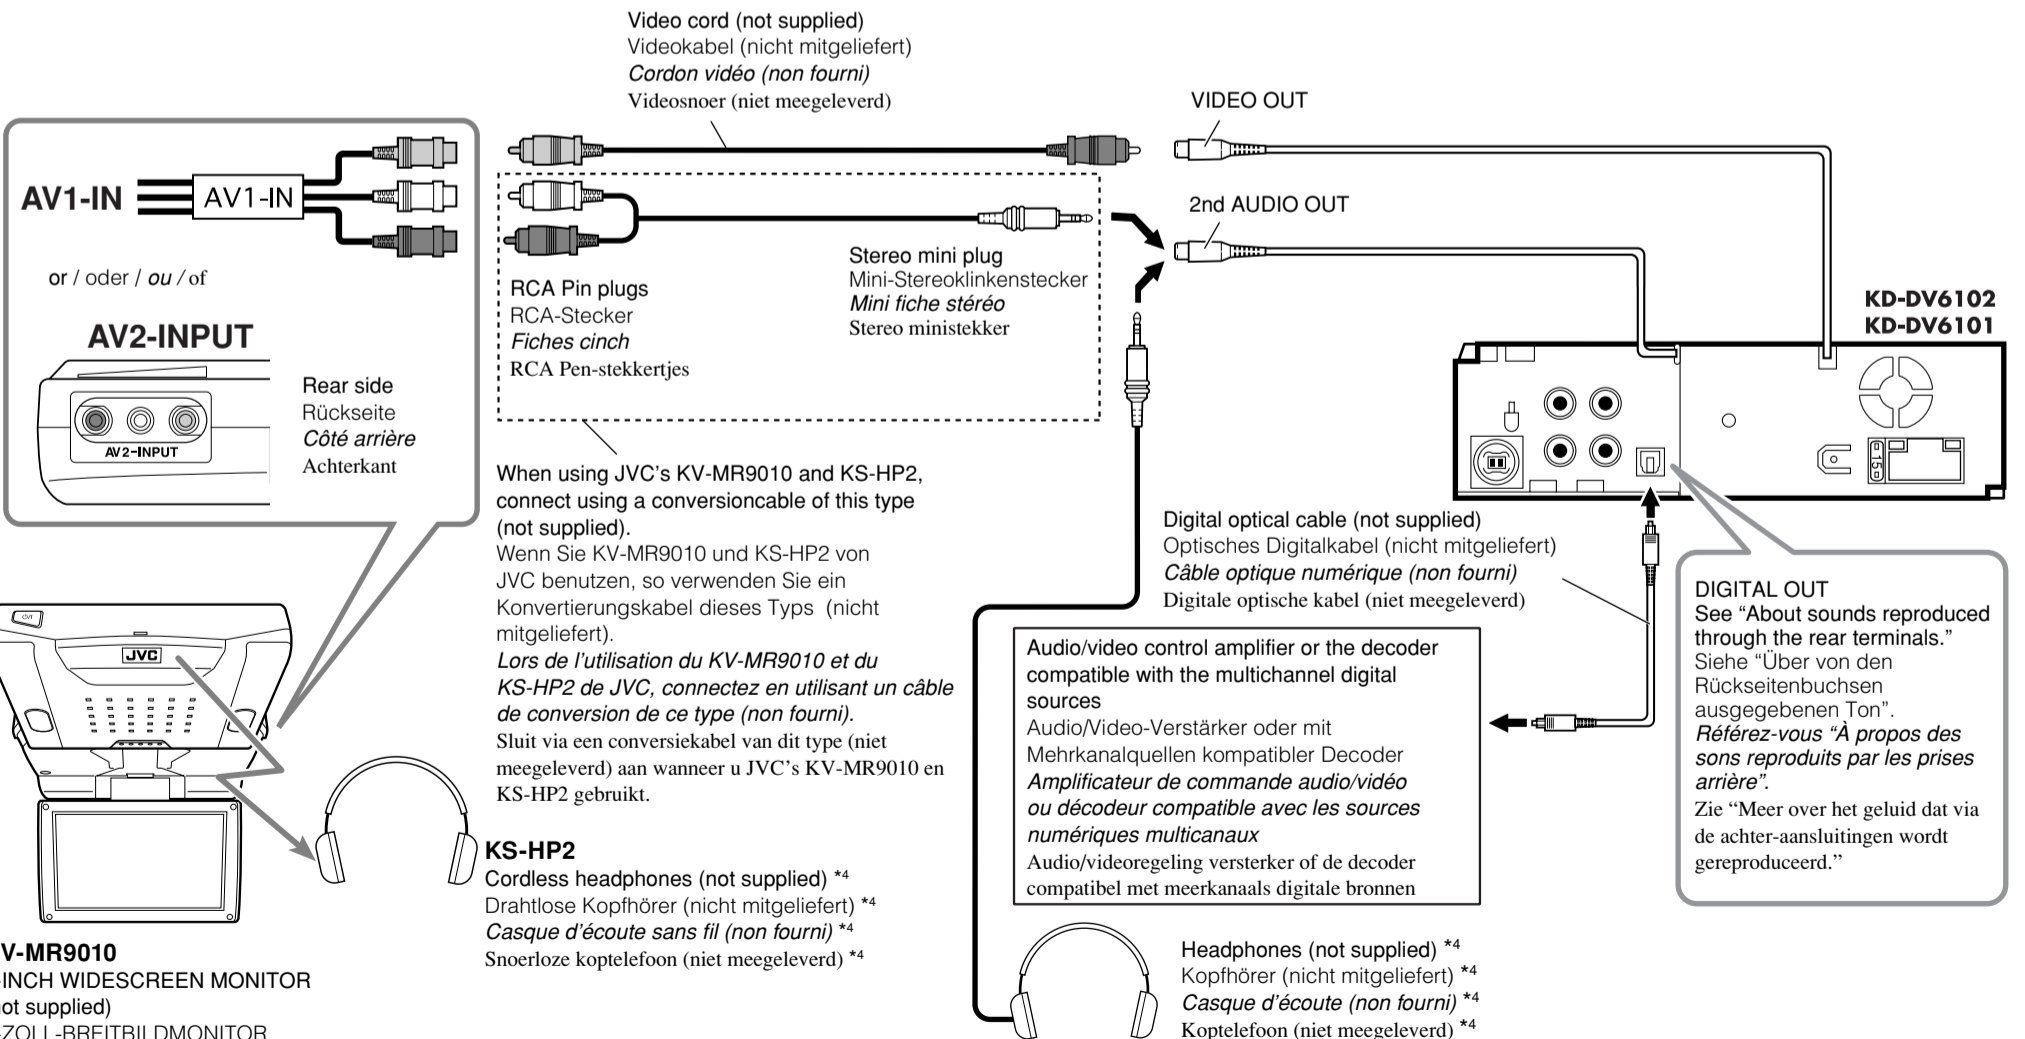 Video cord (not supplied)
Videokabel (nicht mitgeliefert)
Cordon vidéo (non fourni)
Videosnoer (niet meegeleverd)
VIDEO OUT
AV1-IN
AV1-IN
2nd AUDIO OUT
or / oder / ou / of
RCA Pin plugs
RCA-Stecker
Fiches cinch
RCA Pen-stekkertjes
Stereo mini plug
Mini-Stereoklinkenstecker
Mini fiche stéréo
Stereo ministekker
KD-DV6102
KD-DV6101
AV2-INPUT
Rear side
Rückseite
Côté arrière
Achterkant
AV2-INPUT
15
When using JVC's KV-MR9010 and KS-HP2,
connect using a conversioncable of this type
(not supplied).
Wenn Sie KV-MR9010 und KS-HP2 von
JVC benutzen, so verwenden Sie ein
Konvertierungskabel dieses Typs (nicht
mitgeliefert).
Lors de l'utilisation du KV-MR9010 et du
KS-HP2 de JVC, connectez en utilisant un câble
de conversion de ce type (non fourni).
Sluit via een conversiekabel van dit type (niet
meegeleverd) aan wanneer u JVC's KV-MR9010 en
KS-HP2 gebruikt.
Digital optical cable (not supplied)
Optisches Digitalkabel (nicht mitgeliefert)
Câble optique numérique (non fourni)
Digitale optische kabel (niet meegeleverd)
DIGITAL OUT
See “About sounds reproduced
through the rear terminals.”
Siehe “Über von den
Rückseitenbuchsen
ausgegebenen Ton”.
Référez-vous “À propos des
sons reproduits par les prises
arrière”.
Zie “Meer over het geluid dat via
de achter-aansluitingen wordt
gereproduceerd.”
Audio/video control amplifier or the decoder
compatible with the multichannel digital
sources
Audio/Video-Verstärker oder mit
Mehrkanalquellen kompatibler Decoder
Amplificateur de commande audio/vidéo
ou décodeur compatible avec les sources
numériques multicanaux
Audio/videoregeling versterker of de decoder
compatibel met meerkanaals digitale bronnen
JVC
KS-HP2
Cordless headphones (not supplied) *4
Drahtlose Kopfhörer (nicht mitgeliefert) *4
Casque d'écoute sans fil (non fourni) *4
Snoerloze koptelefoon (niet meegeleverd) *4
V-MR9010
-INCH WIDESCREEN MONITOR
ot supplied)
-ZOLL-BREITBILDMONITOR
Headphones (not supplied) *4
Kopfhörer (nicht mitgeliefert) *4
Casque d'écoute (non fourni) *4
Koptelefoon (niet meegeleverd) *4